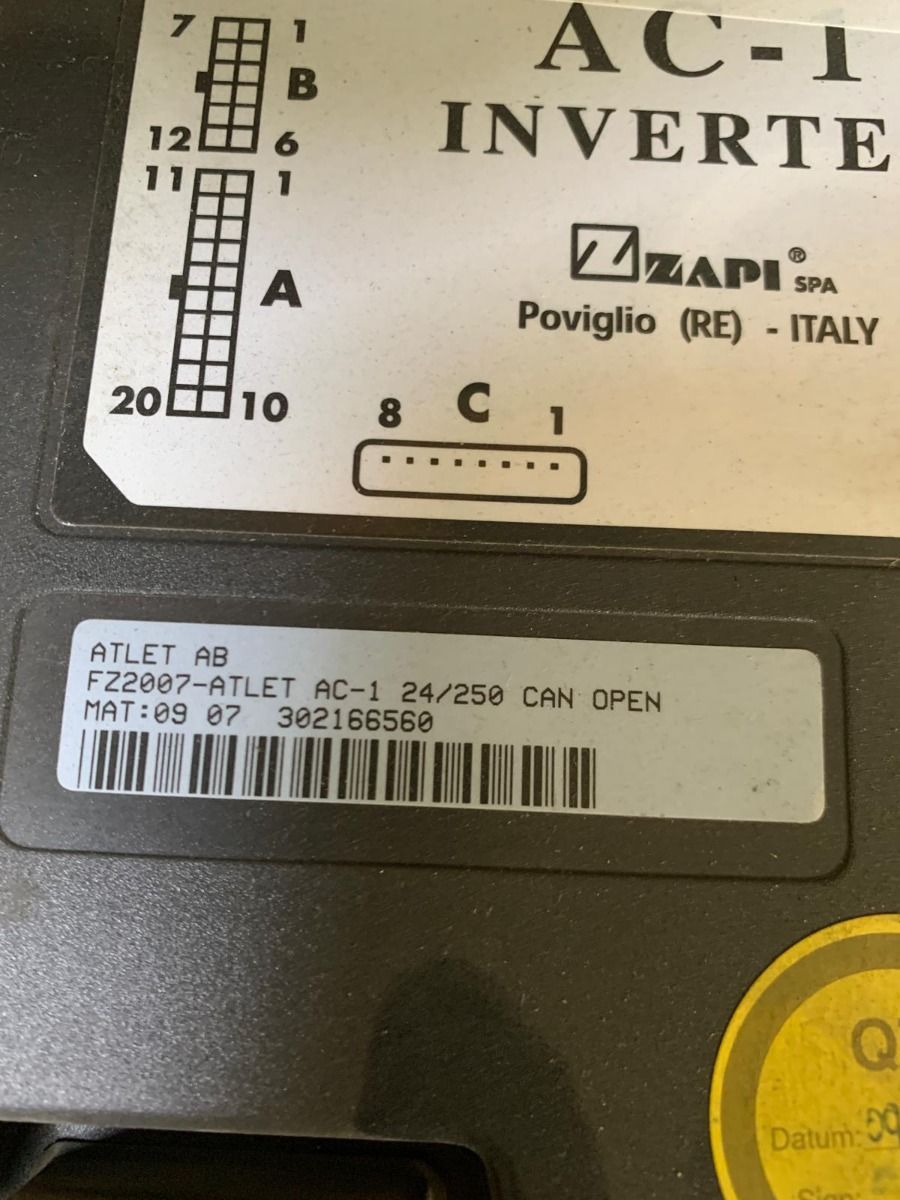 AC-1
INVERTE
7 1
B
12 6
11 1
A
20 10
ZAPI® SPA
Poviglio (RE) - ITALY
8 C 1
ATLET AB
FZ2007-ATLET AC-1 24/250 CAN OPEN
MAT:09 07 302166560
Q
Datum: 09